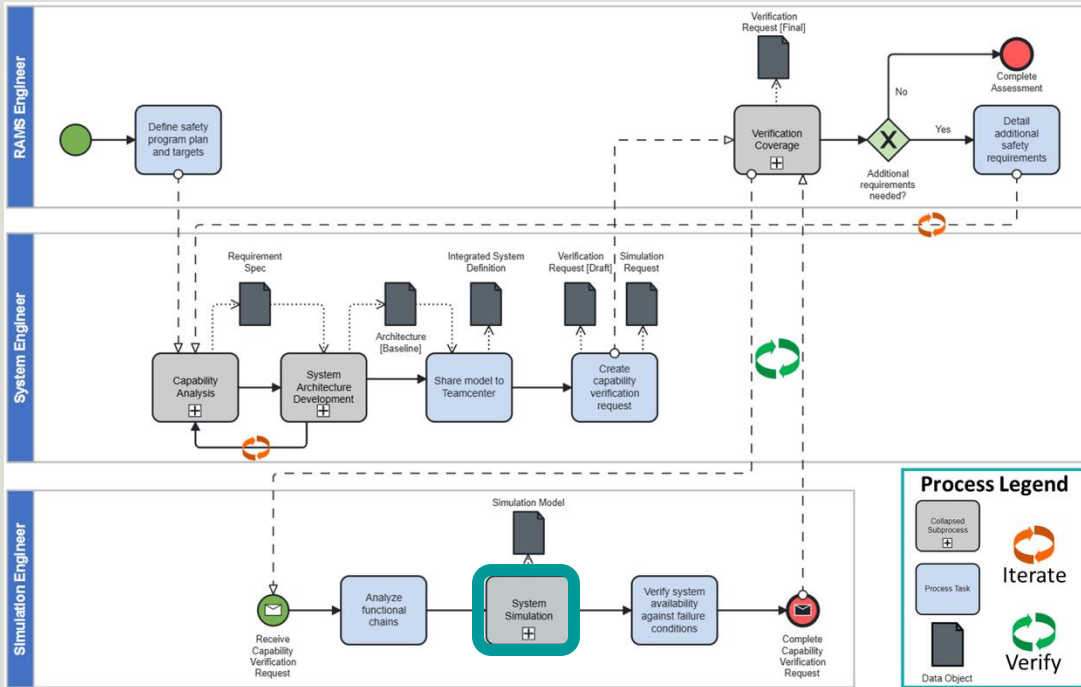 RAMS Engineer
Define safety
program plan
and targets
Verification
Request [Final]
Verification
Coverage
No
Yes
Additional
requirements
needed?
Complete
Assessment
Detail
additional
safety
requirements
System Engineer
Requirement
Spec
Architecture
[Baseline]
Integrated System
Definition
Verification
Request [Draft]
Simulation
Request
Capability
Analysis
System
Architecture
Development
Share model to
Teamcenter
Create
capability
verification
request
Simulation Engineer
Simulation Model
Receive
Capability
Verification
Request
Analyze
functional
chains
System
Simulation
Verify system
availability
against failure
conditions
Complete
Capability
Verification
Request
Process Legend
Collapsed
Subprocess
Iterate
Process Task
Verify
Data Object